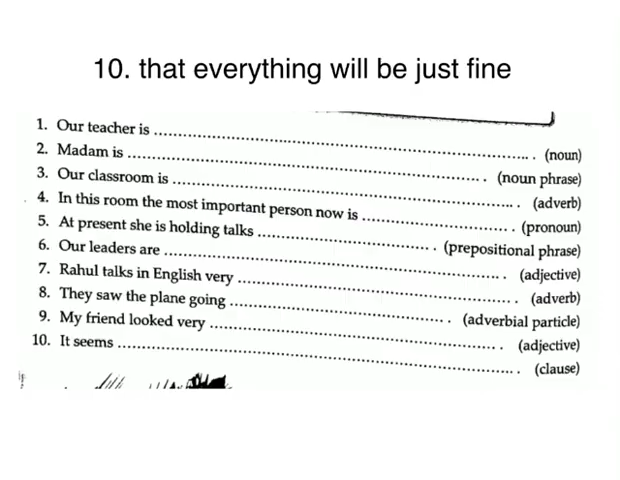 10. that everything will be just fine
1. Our teacher is ........................ (noun)
2. Madam is ........................ (noun phrase)
3. Our classroom is ........................ (adverb)
4. In this room the most important person now is ........................ (pronoun)
5. At present she is holding talks ........................ (prepositional phrase)
6. Our leaders are ........................ (adjective)
7. Rahul talks in English very ........................ (adverb)
8. They saw the plane going ........................ (adverbial particle)
9. My friend looked very ........................ (adjective)
10. It seems ........................ (clause)